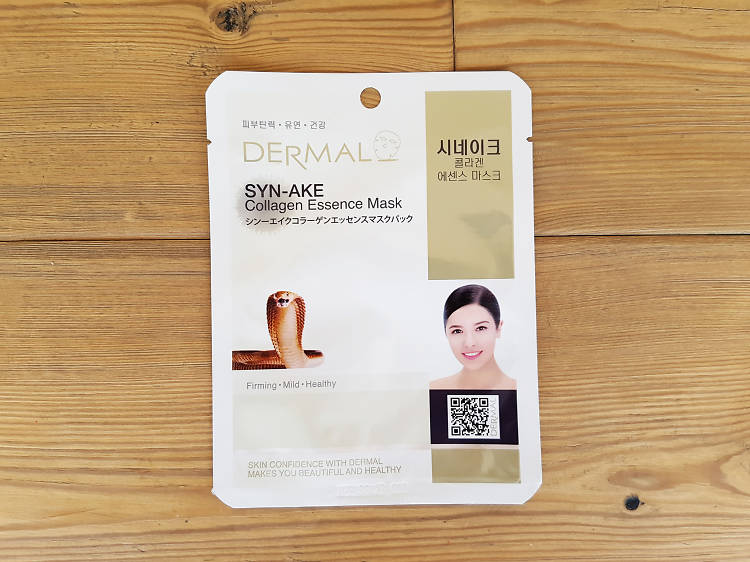 피부탄력 • 유연 • 건강
DERMAL
SYN-AKE
Collagen Essence Mask
シンーエイクコラーゲンエッセンスマスクパック
시네이크
콜라겐
에센스 마스크
Firming • Mild • Healthy
DERMAL
SKIN CONFIDENCE WITH DERMAL
MAKES YOU BEAUTIFUL AND HEALTHY